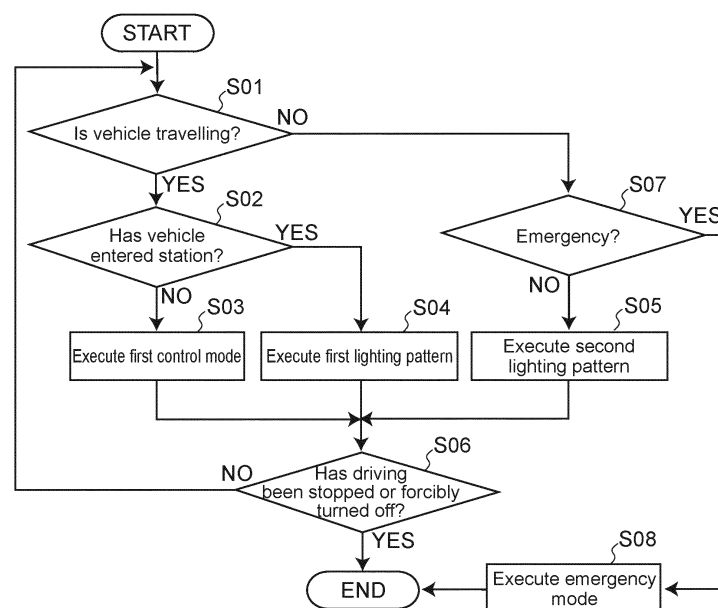 START
S01
Is vehicle travelling?
NO
YES
S02
Has vehicle
entered station?
YES
NO
S07
Emergency?
YES
NO
S03
Execute first control mode
S04
Execute first lighting pattern
S05
Execute second
lighting pattern
S06
Has driving
been stopped or forcibly
turned off?
NO
YES
END
S08
Execute emergency
mode